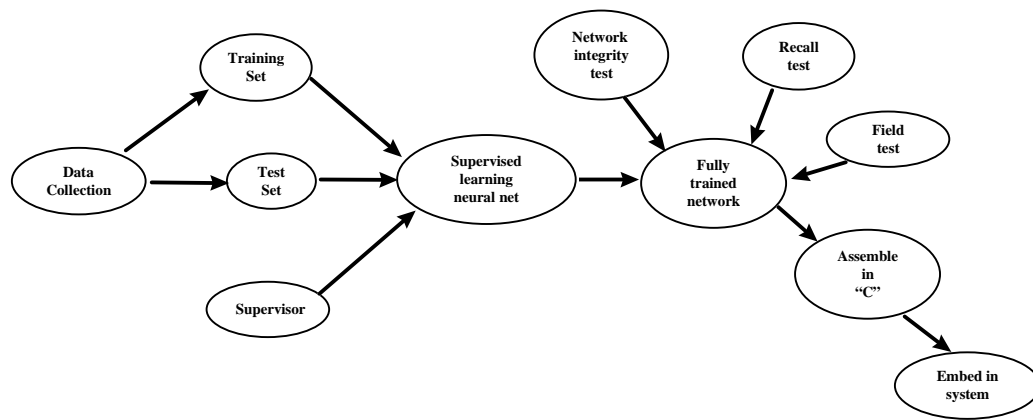 Training
Set
Data
Collection
Test
Set
Supervisor
Supervised
learning
neural net
Network
integrity
test
Recall
test
Field
test
Fully
trained
network
Assemble
in
“C”
Embed in
system